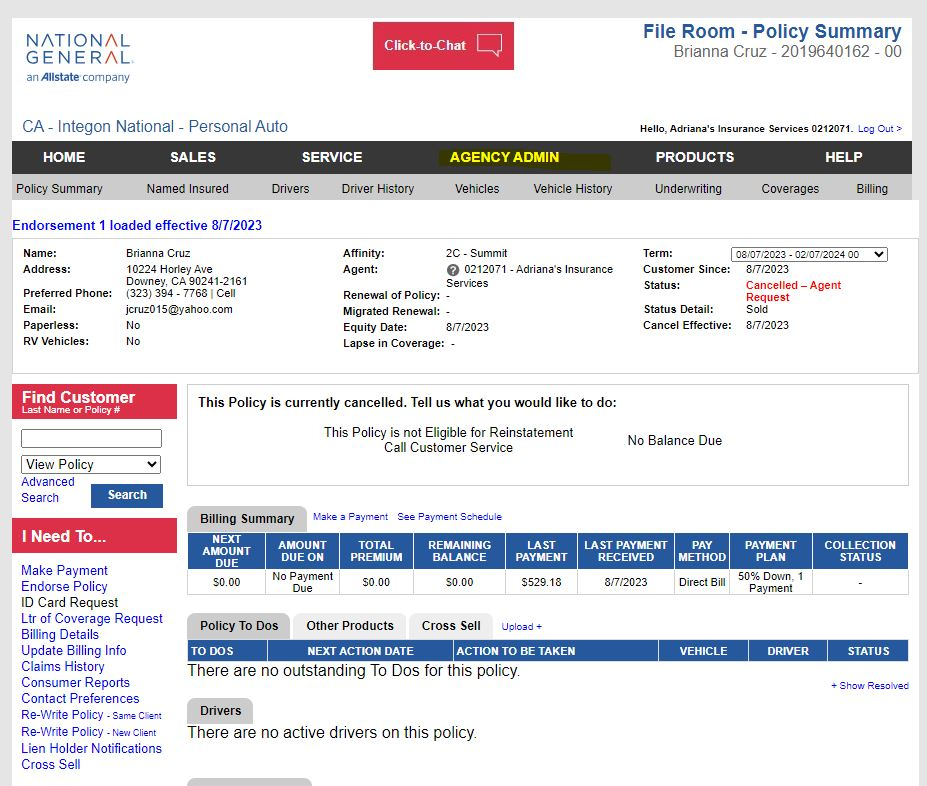 NATIONAL
GENERAL
an Allstate company
Click-to-Chat
File Room - Policy Summary
Brianna Cruz - 2019640162 - 00
CA - Integon National - Personal Auto
Hello, Adriana's Insurance Services 0212071. Log Out >
HOME SALES SERVICE AGENCY ADMIN PRODUCTS HELP
Policy Summary Named Insured Drivers Driver History Vehicles Vehicle History Underwriting Coverages Billing
Endorsement 1 loaded effective 8/7/2023
Name: Brianna Cruz
Address: 10224 Horley Ave
Downey, CA 90241-2161
Preferred Phone: (323) 394 - 7768 | Cell
Email: jcruz015@yahoo.com
Paperless: No
RV Vehicles: No
Affinity: 2C - Summit
Agent: ? 0212071 - Adriana's Insurance
Services
Renewal of Policy: -
Migrated Renewal: -
Equity Date: 8/7/2023
Lapse in Coverage: -
Term: 08/07/2023 - 02/07/2024 00
Customer Since: 8/7/2023
Status: Cancelled – Agent
Request
Status Detail: Sold
Cancel Effective: 8/7/2023
Find Customer
Last Name or Policy #
View Policy
Advanced
Search
Search
I Need To...
Make Payment
Endorse Policy
ID Card Request
Ltr of Coverage Request
Billing Details
Update Billing Info
Claims History
Consumer Reports
Contact Preferences
Re-Write Policy - Same Client
Re-Write Policy - New Client
Lien Holder Notifications
Cross Sell
This Policy is currently cancelled. Tell us what you would like to do:
This Policy is not Eligible for Reinstatement
Call Customer Service
No Balance Due
Billing Summary Make a Payment See Payment Schedule
NEXT AMOUNT DUE AMOUNT DUE ON TOTAL PREMIUM REMAINING BALANCE LAST PAYMENT LAST PAYMENT RECEIVED PAY METHOD PAYMENT PLAN COLLECTION STATUS
$0.00 No Payment Due $0.00 $0.00 $529.18 8/7/2023 Direct Bill 50% Down, 1 Payment -
Policy To Dos Other Products Cross Sell Upload +
TO DOS NEXT ACTION DATE ACTION TO BE TAKEN VEHICLE DRIVER STATUS
There are no outstanding To Dos for this policy.
+ Show Resolved
Drivers
There are no active drivers on this policy.